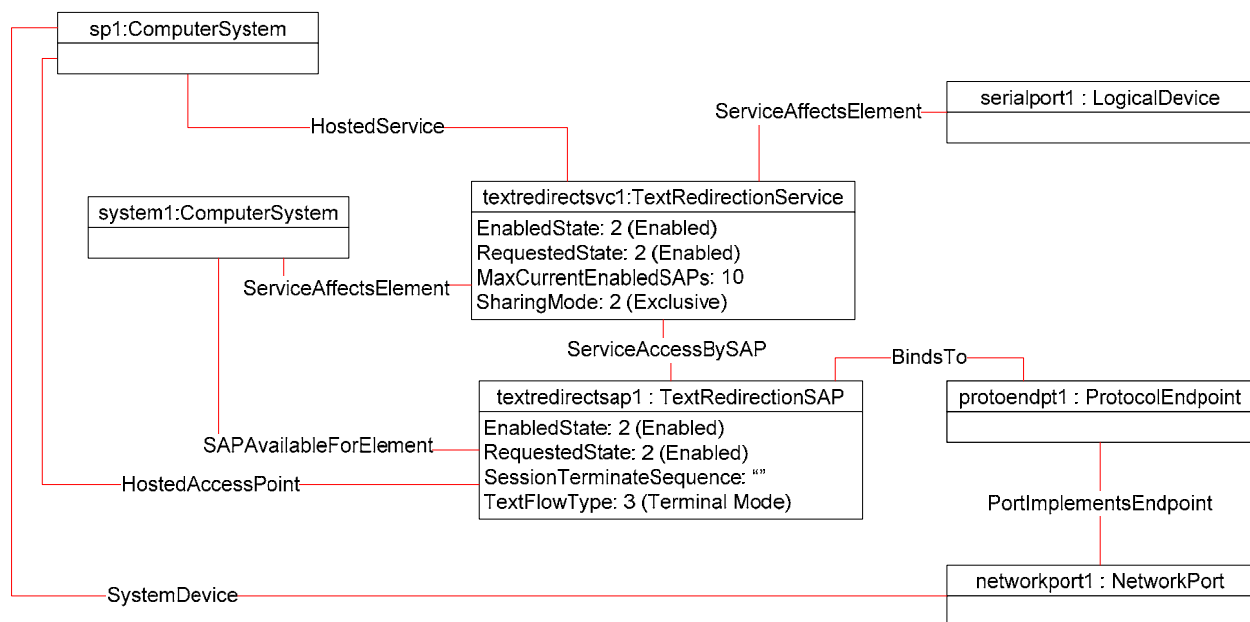 sp1:ComputerSystem
serialport1 : LogicalDevice
ServiceAffectsElement
HostedService
textredirectsvc1:TextRedirectionService
EnabledState: 2 (Enabled)
RequestedState: 2 (Enabled)
MaxCurrentEnabledSAPs: 10
SharingMode: 2 (Exclusive)
system1:ComputerSystem
ServiceAffectsElement
ServiceAccessBySAP
BindsTo
textredirectsap1 : TextRedirectionSAP
EnabledState: 2 (Enabled)
RequestedState: 2 (Enabled)
SessionTerminateSequence: “”
TextFlowType: 3 (Terminal Mode)
protoendpt1 : ProtocolEndpoint
SAPAvailableForElement
HostedAccessPoint
PortImplementsEndpoint
networkport1 : NetworkPort
SystemDevice